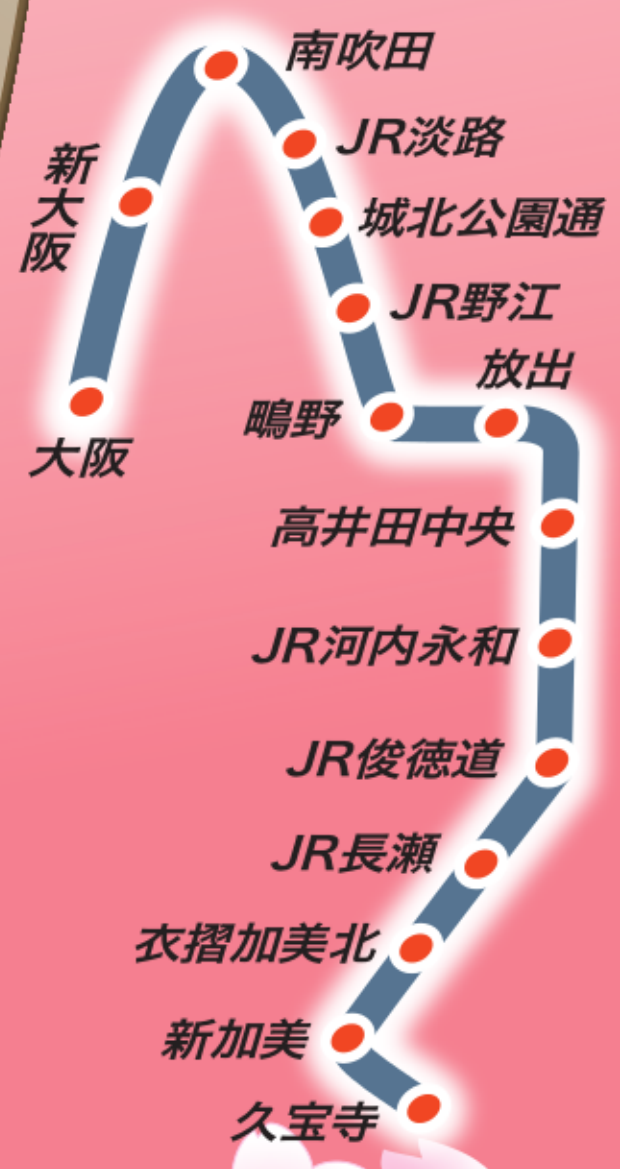 大阪
新大阪
南吹田
JR淡路
城北公園通
JR野江
鴫野
放出
高井田中央
JR河内永和
JR俊徳道
JR長瀬
衣摺加美北
新加美
久宝寺